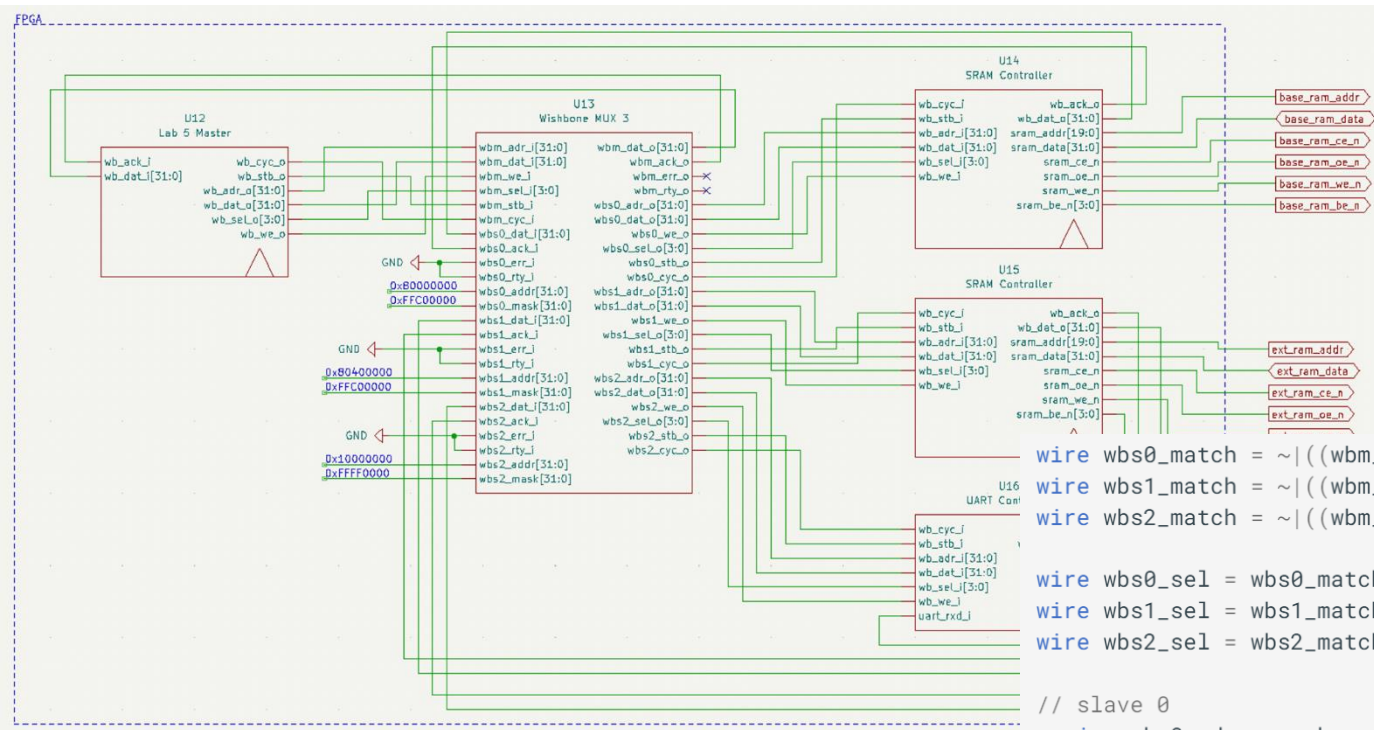 FPGA
U12
Lab 5 Master
wb_ack_i
wb_dat_i[31:0]
wb_cyc_o
wb_stb_o
wb_adr_o[31:0]
wb_dat_o[31:0]
wb_sel_o[3:0]
wb_we_o
U13
Wishbone MUX 3
wbm_adr_i[31:0]
wbm_dat_i[31:0]
wbm_we_i
wbm_sel_i[3:0]
wbm_stb_i
wbm_cyc_i
wbs0_dat_i[31:0]
wbs0_ack_i
wbs0_err_i
wbs0_rty_i
wbs0_addr[31:0]
wbs0_mask[31:0]
wbs1_dat_i[31:0]
wbs1_ack_i
wbs1_err_i
wbs1_rty_i
wbs1_addr[31:0]
wbs1_mask[31:0]
wbs2_dat_i[31:0]
wbs2_ack_i
wbs2_err_i
wbs2_rty_i
wbs2_addr[31:0]
wbs2_mask[31:0]
GND
0x80000000
0xFFC00000
GND
0x80400000
0xFFC00000
GND
0x10000000
0xFFFF0000
wbm_dat_o[31:0]
wbm_ack_o
wbm_err_o
wbm_rty_o
wbs0_adr_o[31:0]
wbs0_dat_o[31:0]
wbs0_we_o
wbs0_sel_o[3:0]
wbs0_stb_o
wbs0_cyc_o
wbs1_adr_o[31:0]
wbs1_dat_o[31:0]
wbs1_we_o
wbs1_sel_o[3:0]
wbs1_stb_o
wbs1_cyc_o
wbs2_adr_o[31:0]
wbs2_dat_o[31:0]
wbs2_we_o
wbs2_sel_o[3:0]
wbs2_stb_o
wbs2_cyc_o
U14
SRAM Controller
wb_cyc_i
wb_stb_i
wb_adr_i[31:0]
wb_dat_i[31:0]
wb_sel_i[3:0]
wb_we_i
wb_ack_o
wb_dat_o[31:0]
sram_addr[19:0]
sram_data[31:0]
sram_ce_n
sram_oe_n
sram_we_n
sram_be_n[3:0]
base_ram_addr
base_ram_data
base_ram_ce_n
base_ram_oe_n
base_ram_we_n
base_ram_be_n
U15
SRAM Controller
wb_cyc_i
wb_stb_i
wb_adr_i[31:0]
wb_dat_i[31:0]
wb_sel_i[3:0]
wb_we_i
wb_ack_o
wb_dat_o[31:0]
sram_addr[19:0]
sram_data[31:0]
sram_ce_n
sram_oe_n
sram_we_n
sram_be_n[3:0]
ext_ram_addr
ext_ram_data
ext_ram_ce_n
ext_ram_oe_n
U16
UART
wb_cyc_i
wb_stb_i
wb_adr_i[31:0]
wb_dat_i[31:0]
wb_sel_i[3:0]
wb_we_i
uart_rxd_i
wire wbs0_match = ~|((wbm_
wire wbs1_match = ~|((wbm_
wire wbs2_match = ~|((wbm_
wire wbs0_sel = wbs0_match
wire wbs1_sel = wbs1_match
wire wbs2_sel = wbs2_match
// slave 0